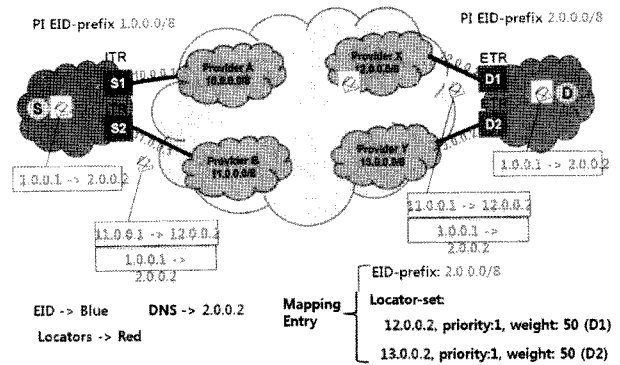 PI EID-prefix 1.0.0.0/8
PI EID-prefix 2.0.0.0/8
ITR
ETR
Provider A
10.0.0.0/8
Provider X
12.0.0.0/8
S1
D1
S
D
S2
D2
Provider B
11.0.0.0/8
Provider Y
13.0.0.0/8
1.0.0.1 -> 2.0.0.2
1.0.0.1 -> 2.0.0.2
11.0.0.1 -> 12.0.0.2
1.0.0.1 ->
2.0.0.2
11.0.0.1 -> 12.0.0.2
1.0.0.1 ->
2.0.0.2
EID -> Blue
DNS -> 2.0.0.2
Locators -> Red
Mapping
Entry
EID-prefix: 2.0.0.0/8
Locator-set:
12.0.0.2, priority:1, weight: 50 (D1)
13.0.0.2, priority:1, weight: 50 (D2)